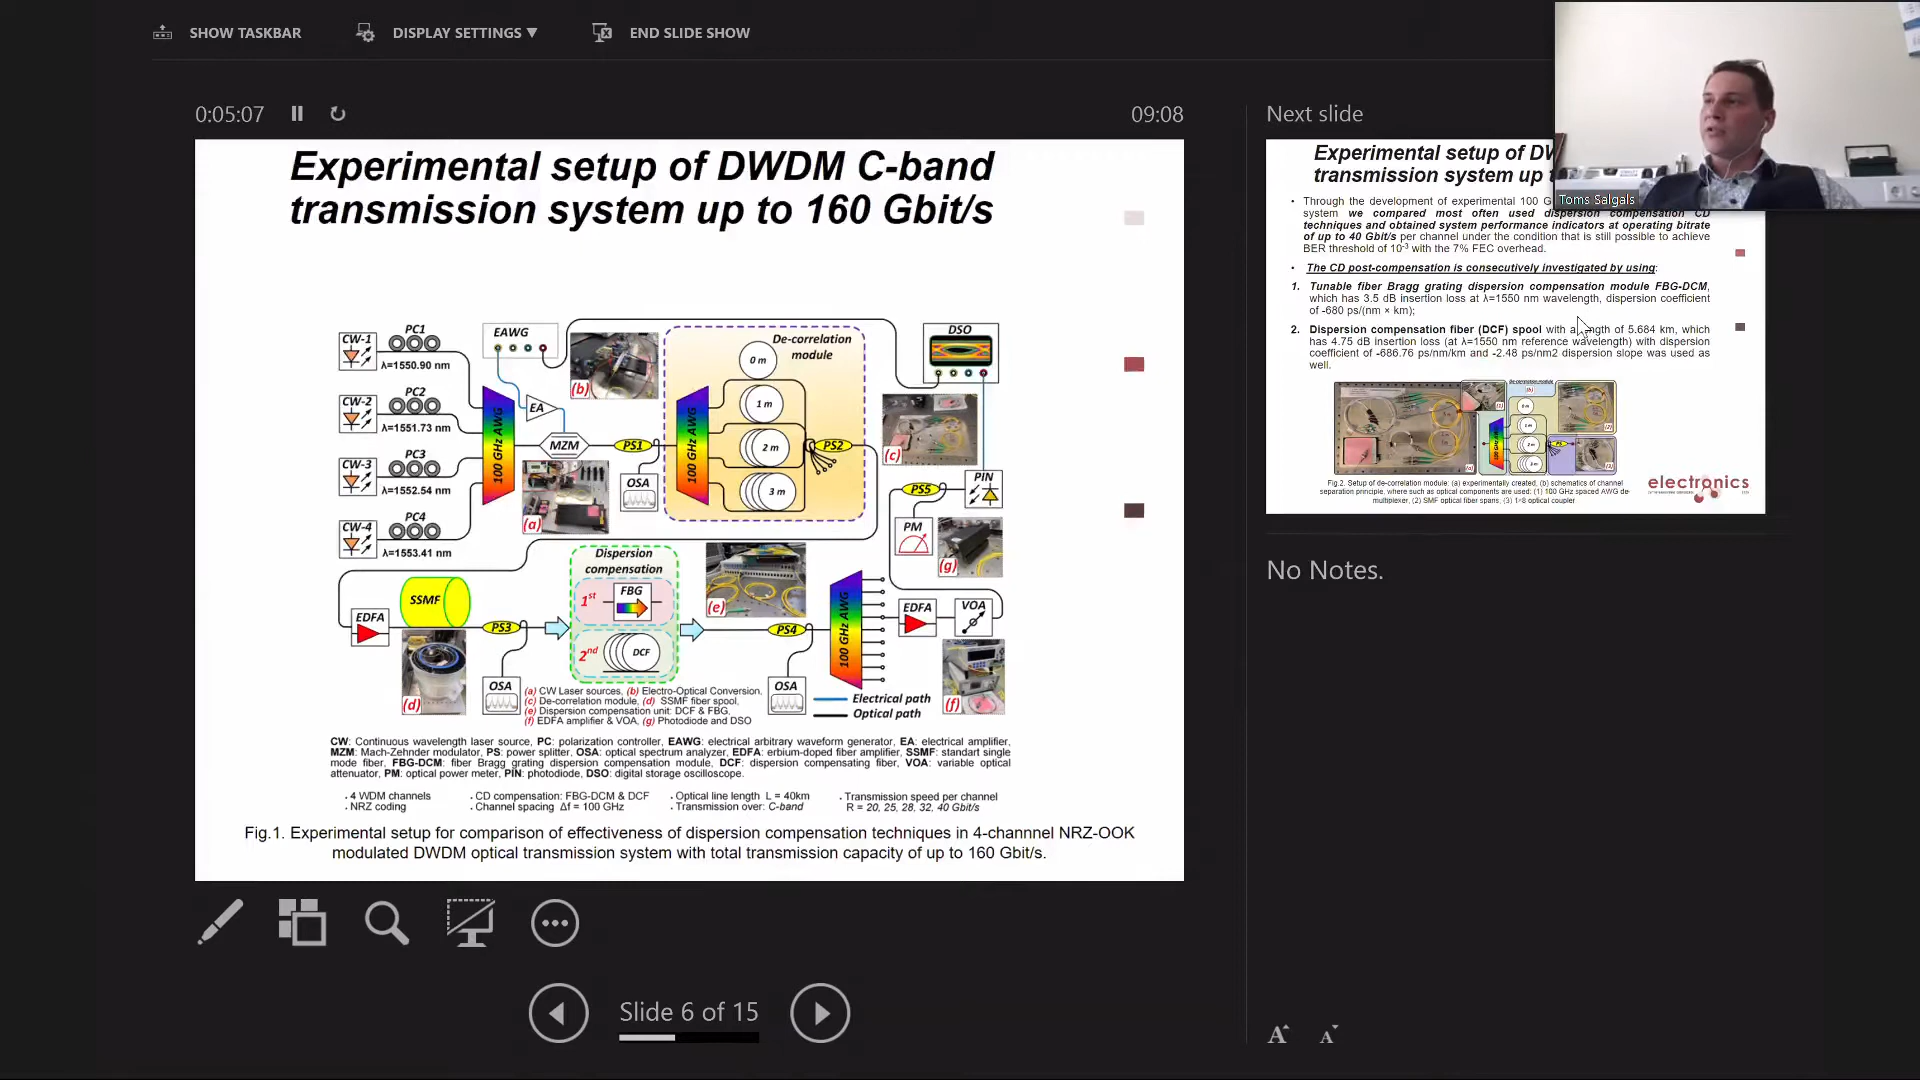 SHOW TASKBAR
DISPLAY SETTINGS ▼
END SLIDE SHOW
0:05:07
09:08
Experimental setup of DWDM C-band
transmission system up to 160 Gbit/s
CW-1
PC1
λ=1550.90 nm
CW-2
PC2
λ=1551.73 nm
CW-3
PC3
λ=1552.54 nm
CW-4
PC4
λ=1553.41 nm
100 GHz AWG
EAWG
EA
MZM
(a)
(b)
PS1
OSA
De-correlation
module
100 GHz AWG
0 m
1 m
2 m
3 m
PS2
DSO
(c)
PIN
PS5
PM
(g)
EDFA
SSMF
(d)
PS3
OSA
Dispersion
compensation
1st
FBG
2nd
DCF
(e)
PS4
OSA
100 GHz AWG
EDFA
VOA
(f)
Electrical path
Optical path
(a) CW Laser sources, (b) Electro-Optical Conversion.
(c) De-correlation module, (d) SSMF fiber spool,
(e) Dispersion compensation unit: DCF & FBG.
(f) EDFA amplifier & VOA, (g) Photodiode and DSO
CW: Continuous wavelength laser source, PC: polarization controller, EAWG: electrical arbitrary waveform generator, EA: electrical amplifier,
MZM: Mach-Zehnder modulator, PS: power splitter, OSA: optical spectrum analyzer, EDFA: erbium-doped fiber amplifier, SSMF: standart single
mode fiber, FBG-DCM: fiber Bragg grating dispersion compensation module, DCF: dispersion compensating fiber, VOA: variable optical
attenuator, PM: optical power meter, PIN: photodiode, DSO: digital storage oscilloscope.
· 4 WDM channels
· NRZ coding
· CD compensation: FBG-DCM & DCF
· Channel spacing Δf = 100 GHz
· Optical line length L = 40km
· Transmission over: C-band
· Transmission speed per channel
R = 20, 25, 28, 32, 40 Gbit/s
Fig.1. Experimental setup for comparison of effectiveness of dispersion compensation techniques in 4-channnel NRZ-OOK
modulated DWDM optical transmission system with total transmission capacity of up to 160 Gbit/s.
Slide 6 of 15
Next slide
Toms Salgals
Experimental setup of DW
transmission system up t
• Through the development of experimental 100 G
system we compared most often used dispersion compensation CD
techniques and obtained system performance indicators at operating bitrate
of up to 40 Gbit/s per channel under the condition that is still possible to achieve
BER threshold of 10-3 with the 7% FEC overhead.
• The CD post-compensation is consecutively investigated by using:
1. Tunable fiber Bragg grating dispersion compensation module FBG-DCM,
which has 3.5 dB insertion loss at λ=1550 nm wavelength, dispersion coefficient
of -680 ps/(nm × km);
2. Dispersion compensation fiber (DCF) spool with a length of 5.684 km, which
has 4.75 dB insertion loss (at λ=1550 nm reference wavelength) with dispersion
coefficient of -686.76 ps/nm/km and -2.48 ps/nm2 dispersion slope was used as
well.
De-correlation module
Fig.2. Setup of de-correlation module: (a) experimentally created, (b) schematics of channel
separation principle, where such as optical components are used: (1) 100 GHz spaced AWG de-
multiplexer, (2) SMF optical fiber spans; (3) 1×8 optical coupler
electronics
No Notes.
A A